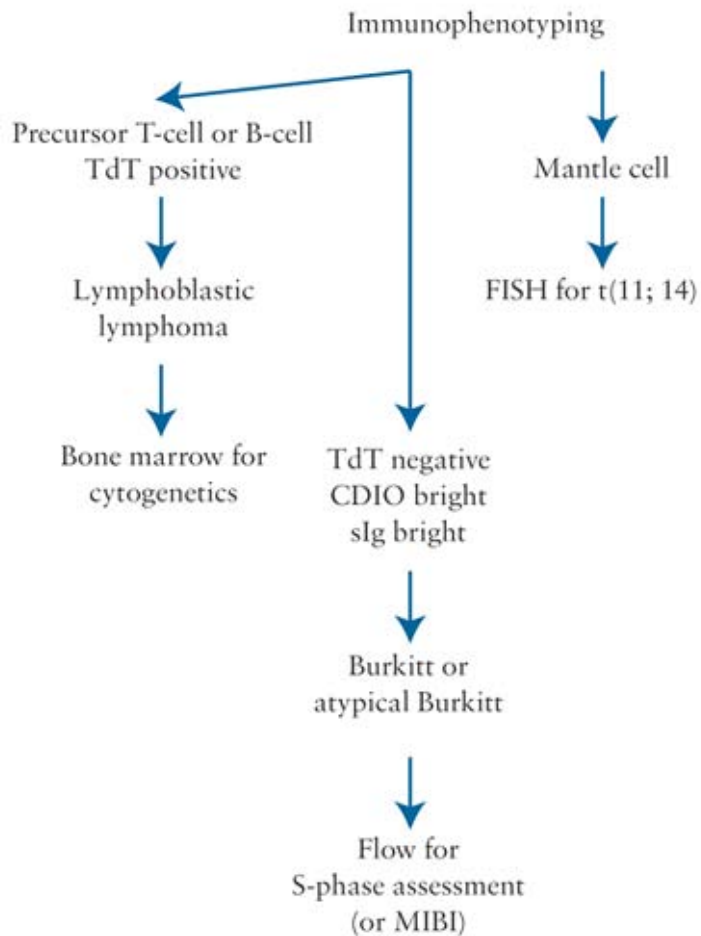 Immunophenotyping
Precursor T-cell or B-cell
TdT positive
Mantle cell
Lymphoblastic
lymphoma
FISH for t(11; 14)
Bone marrow for
cytogenetics
TdT negative
CDIO bright
sIg bright
Burkitt or
atypical Burkitt
Flow for
S-phase assessment
(or MIBI)